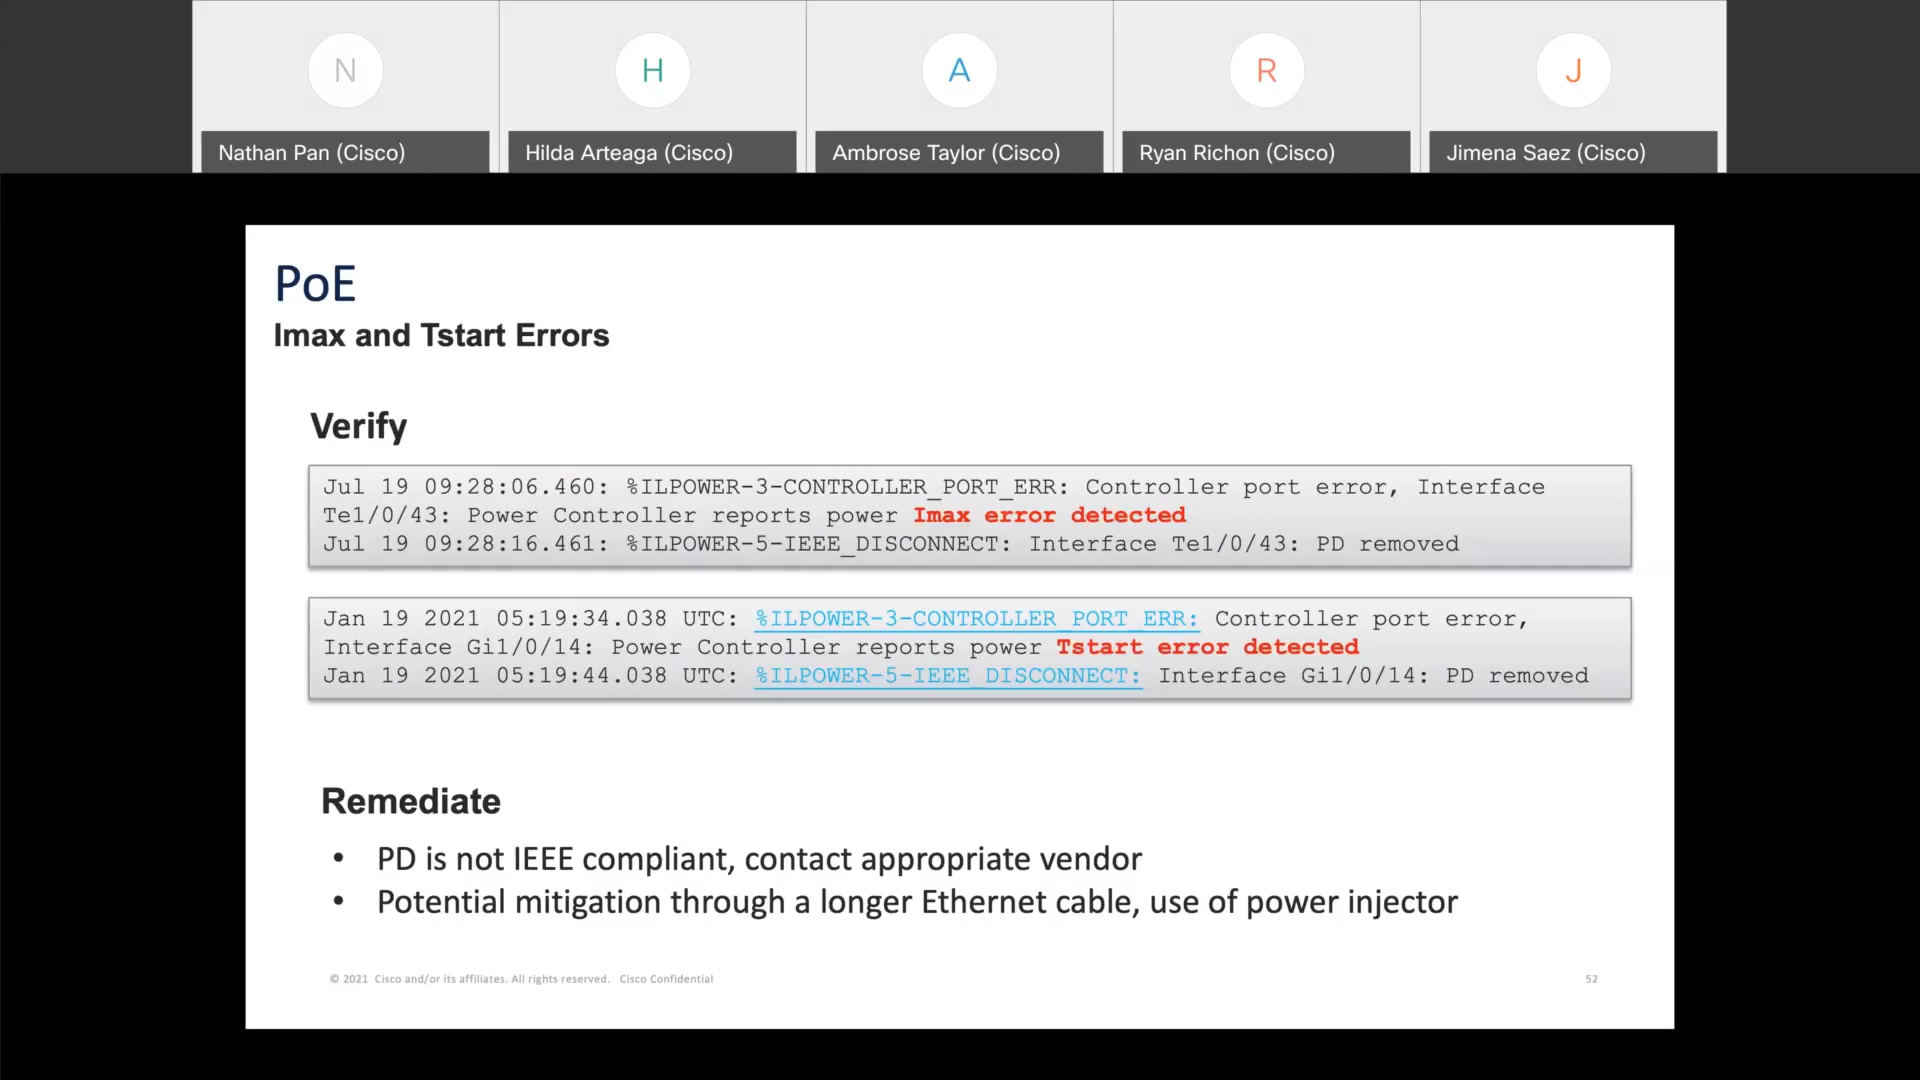 N
H
A
R
J
Nathan Pan (Cisco)
Hilda Arteaga (Cisco)
Ambrose Taylor (Cisco)
Ryan Richon (Cisco)
Jimena Saez (Cisco)
PoE
Imax and Tstart Errors
Verify
Jul 19 09:28:06.460: %ILPOWER-3-CONTROLLER_PORT_ERR: Controller port error, Interface
Te1/0/43: Power Controller reports power Imax error detected
Jul 19 09:28:16.461: %ILPOWER-5-IEEE_DISCONNECT: Interface Te1/0/43: PD removed
Jan 19 2021 05:19:34.038 UTC: %ILPOWER-3-CONTROLLER_PORT_ERR: Controller port error,
Interface Gi1/0/14: Power Controller reports power Tstart error detected
Jan 19 2021 05:19:44.038 UTC: %ILPOWER-5-IEEE_DISCONNECT: Interface Gi1/0/14: PD removed
Remediate
• PD is not IEEE compliant, contact appropriate vendor
• Potential mitigation through a longer Ethernet cable, use of power injector
© 2021 Cisco and/or its affiliates. All rights reserved. Cisco Confidential
52